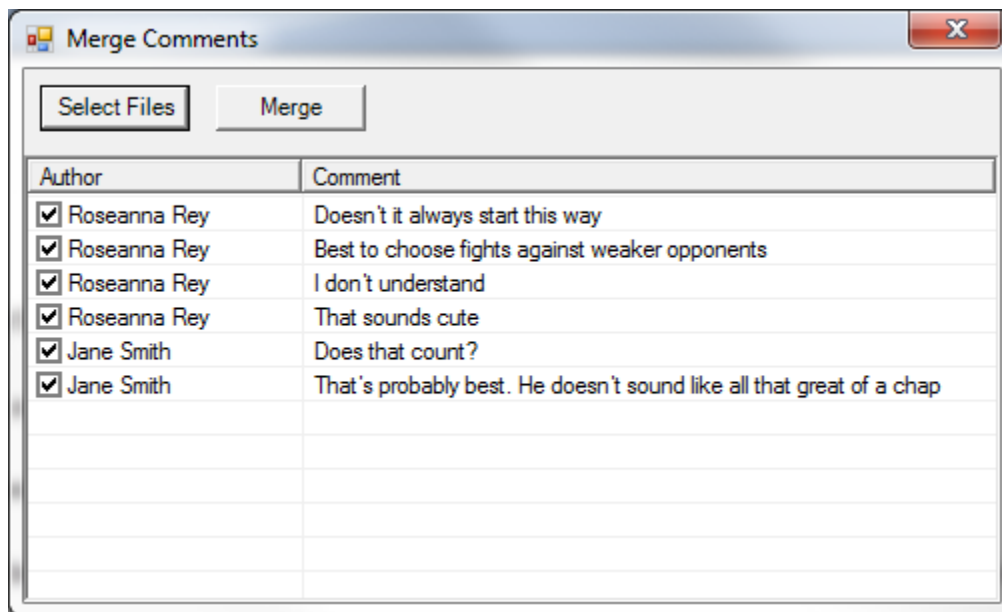 Merge Comments
Select Files Merge
Author Comment
Roseanna Rey Doesn't it always start this way
Roseanna Rey Best to choose fights against weaker opponents
Roseanna Rey I don't understand
Roseanna Rey That sounds cute
Jane Smith Does that count?
Jane Smith That's probably best. He doesn't sound like all that great of a chap